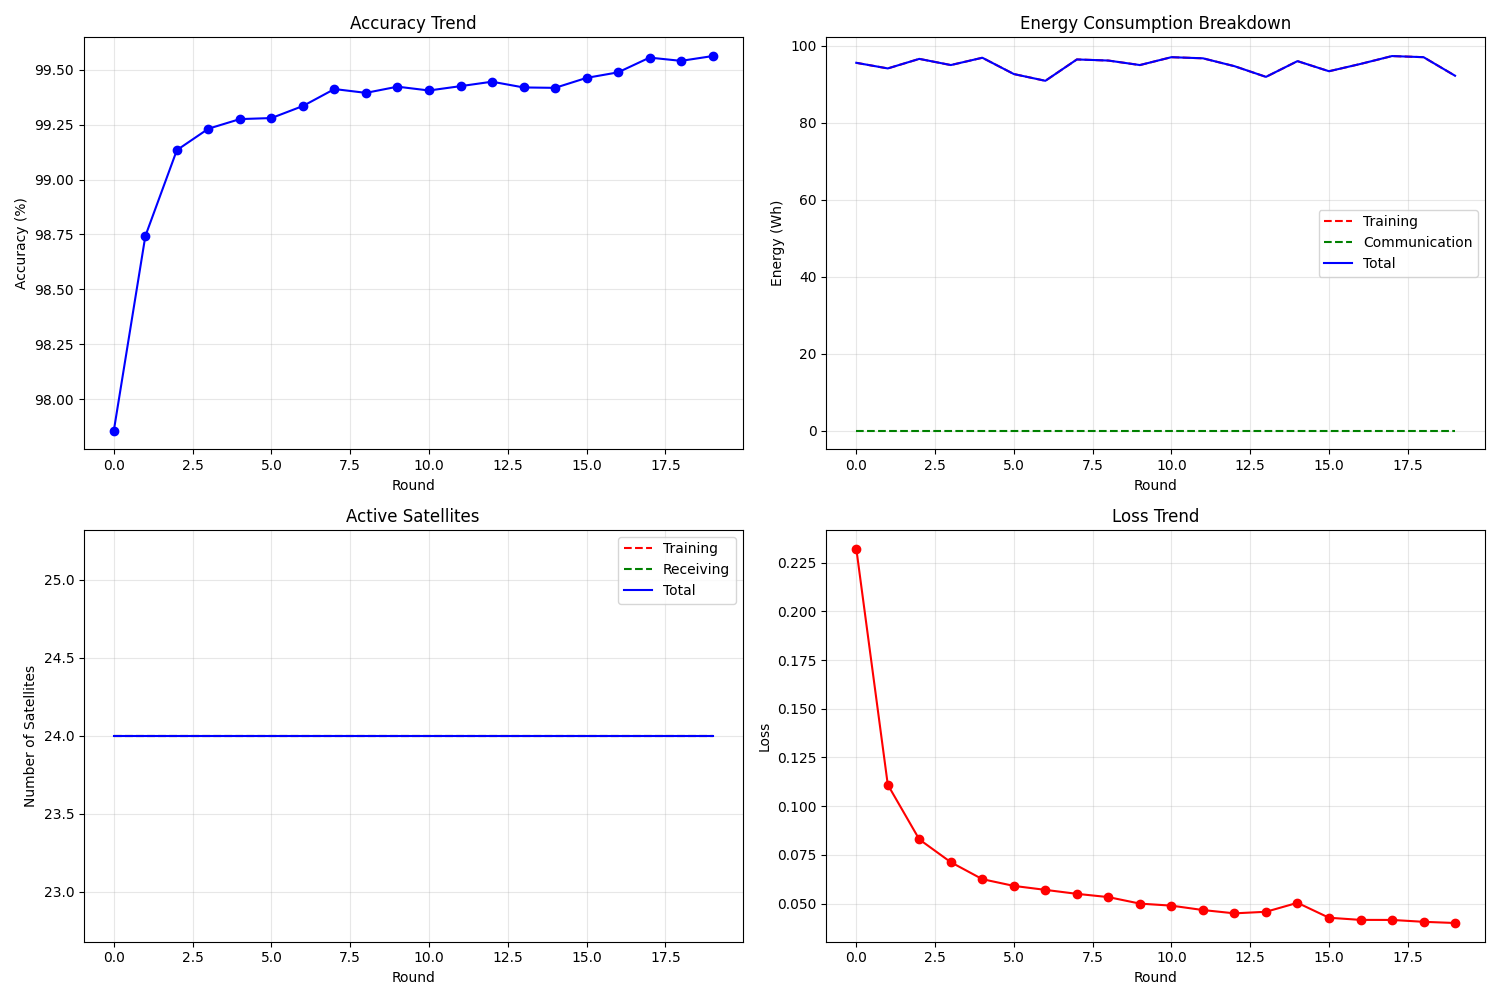 Accuracy Trend
Accuracy (%)
99.50
99.25
99.00
98.75
98.50
98.25
98.00
0.0 2.5 5.0 7.5 10.0 12.5 15.0 17.5
Round
Energy Consumption Breakdown
Energy (Wh)
100
80
60
40
20
0
Training
Communication
Total
0.0 2.5 5.0 7.5 10.0 12.5 15.0 17.5
Round
Active Satellites
Number of Satellites
25.0
24.5
24.0
23.5
23.0
Training
Receiving
Total
0.0 2.5 5.0 7.5 10.0 12.5 15.0 17.5
Round
Loss Trend
Loss
0.225
0.200
0.175
0.150
0.125
0.100
0.075
0.050
0.0 2.5 5.0 7.5 10.0 12.5 15.0 17.5
Round